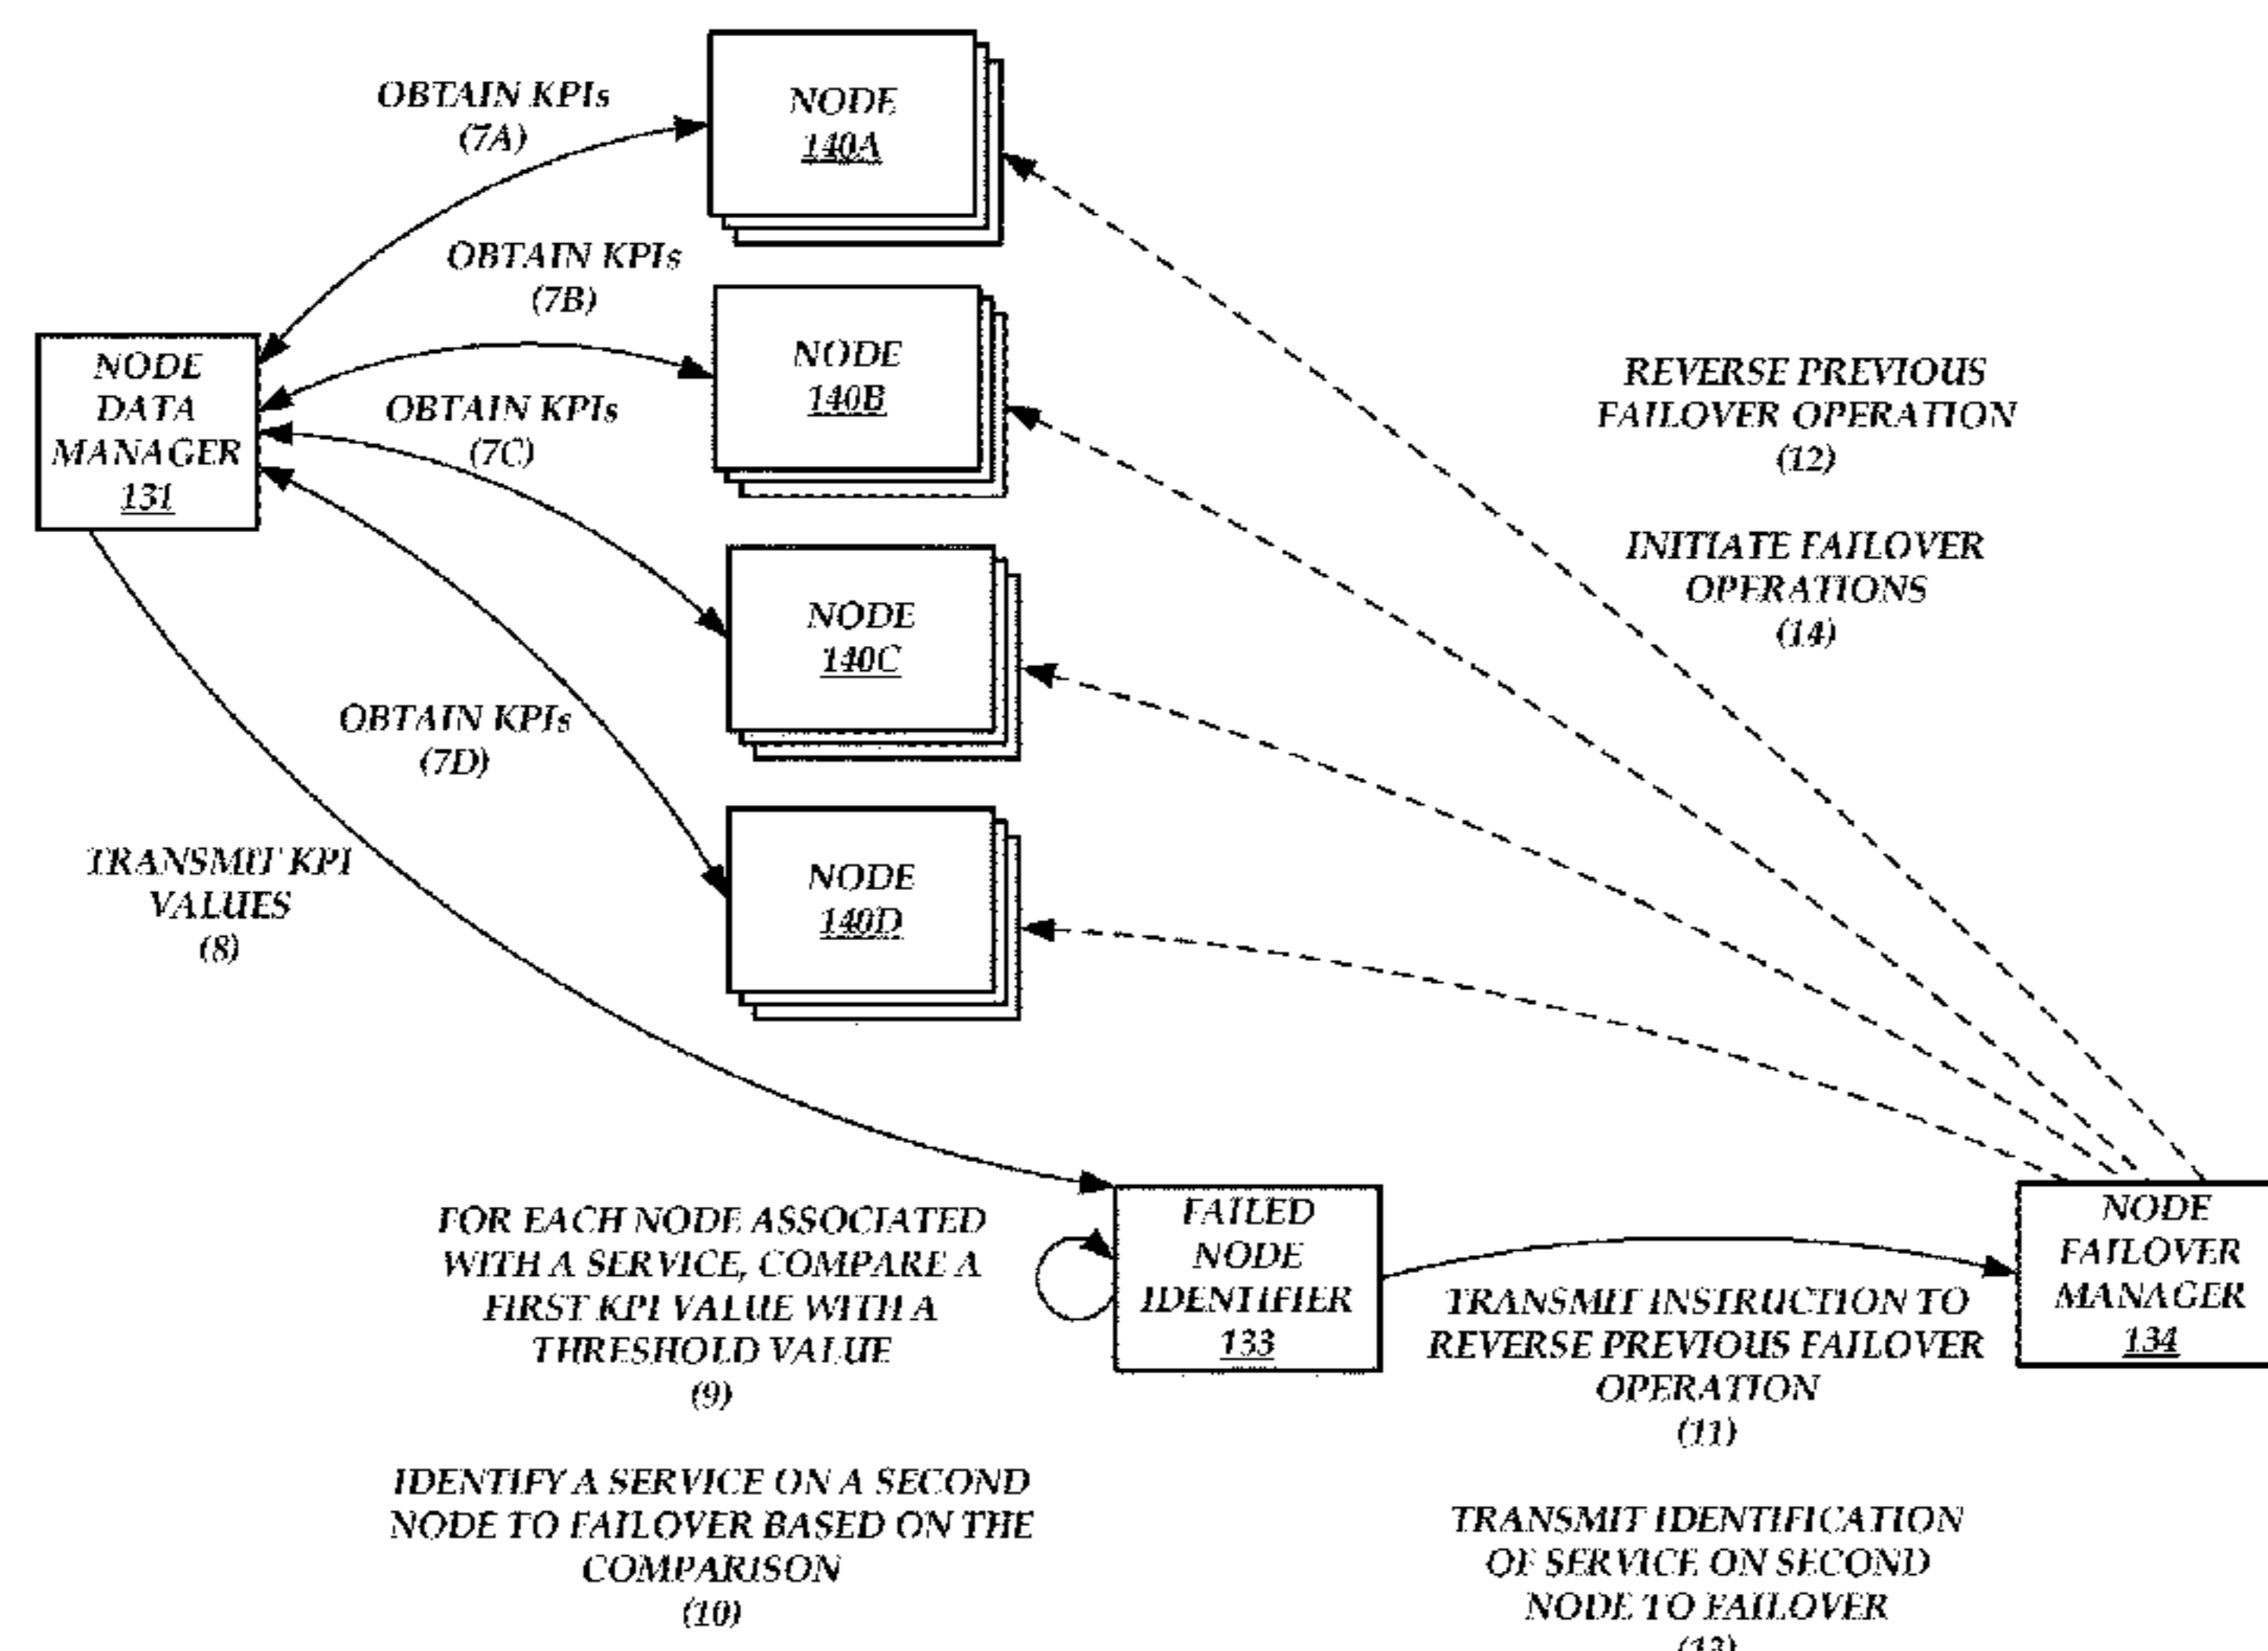 OBTAIN KPIs
(7A)
NODE
140A
OBTAIN KPIs
(7B)
NODE
140B
NODE
DATA
MANAGER
131
OBTAIN KPIs
(7C)
NODE
140C
OBTAIN KPIs
(7D)
NODE
140D
TRANSMIT KPI
VALUES
(8)
REVERSE PREVIOUS
FAILOVER OPERATION
(12)
INITIATE FAILOVER
OPERATIONS
(14)
FOR EACH NODE ASSOCIATED
WITH A SERVICE, COMPARE A
FIRST KPI VALUE WITH A
THRESHOLD VALUE
(9)
IDENTIFY A SERVICE ON A SECOND
NODE TO FAILOVER BASED ON THE
COMPARISON
(10)
FAILED
NODE
IDENTIFIER
133
TRANSMIT INSTRUCTION TO
REVERSE PREVIOUS FAILOVER
OPERATION
(11)
TRANSMIT IDENTIFICATION
OF SERVICE ON SECOND
NODE TO FAILOVER
NODE
FAILOVER
MANAGER
134